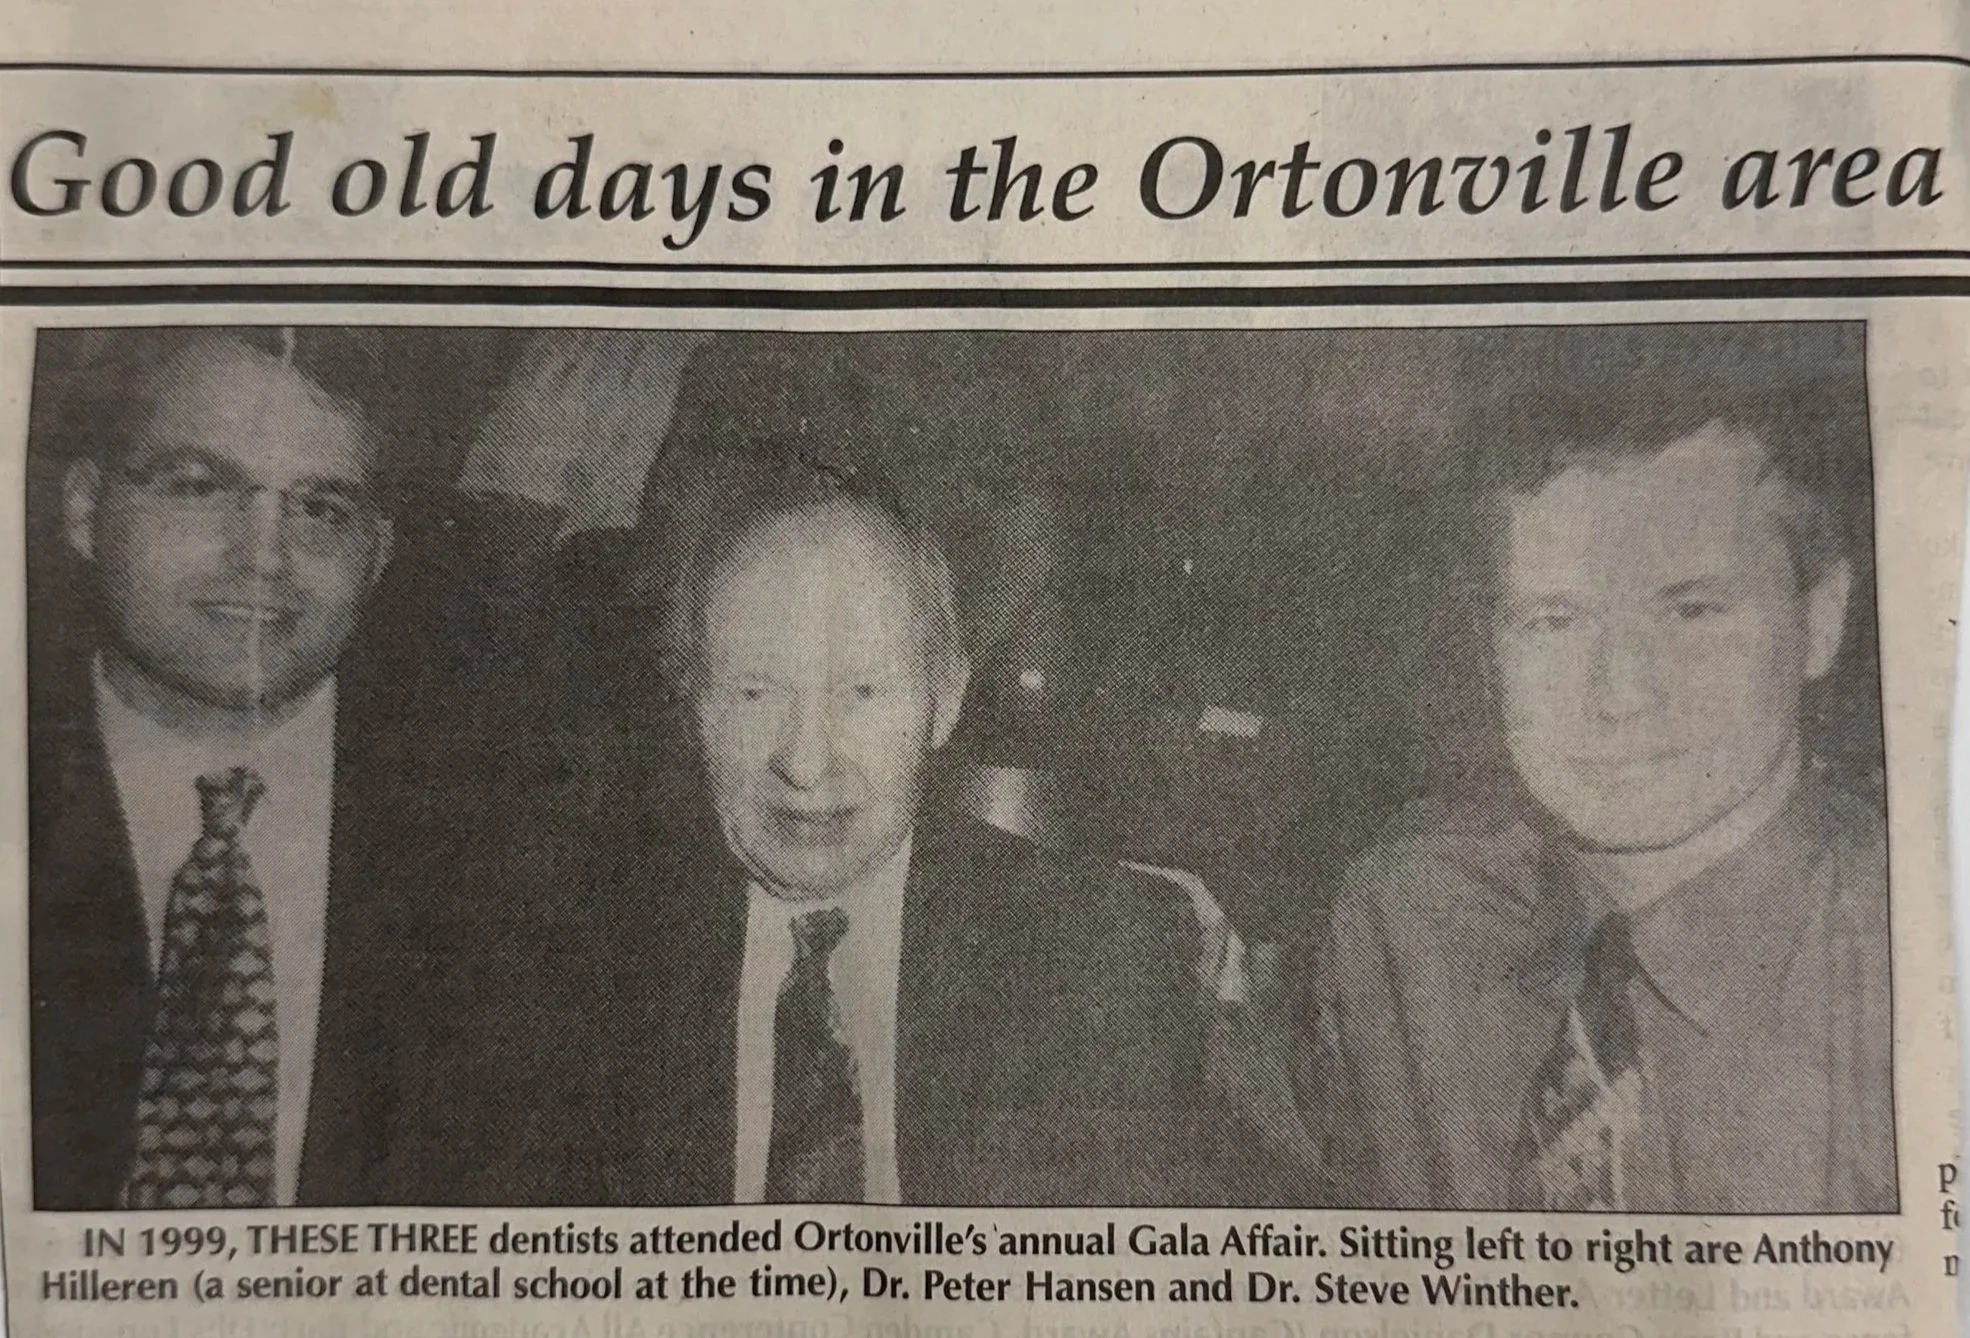 Good old days in the Ortonville area
IN 1999, THESE THREE dentists attended Ortonville's annual Gala Affair. Sitting left to right are Anthony
Hilleren (a senior at dental school at the time), Dr. Peter Hansen and Dr. Steve Winther.